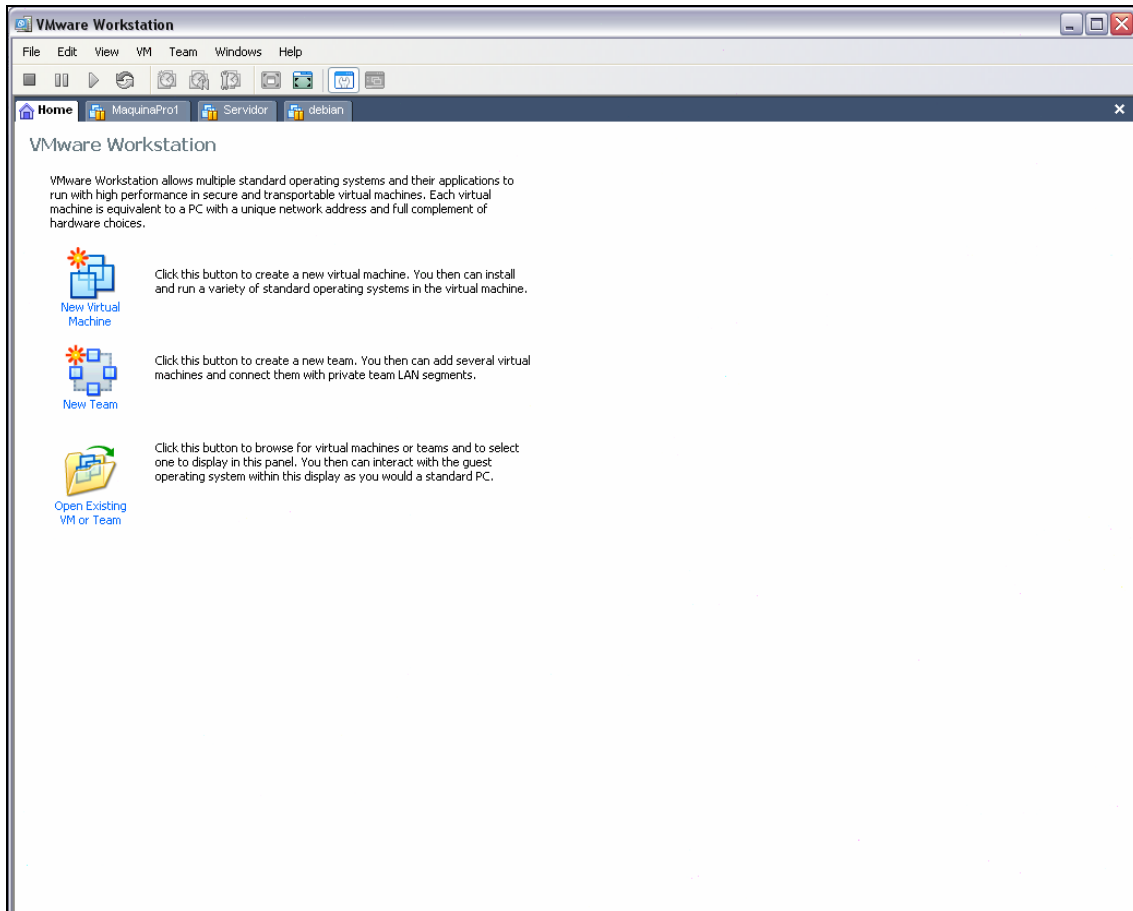 VMware Workstation
File Edit View VM Team Windows Help
Home MaquinaPro1 Servidor debian
VMware Workstation
VMware Workstation allows multiple standard operating systems and their applications to
run with high performance in secure and transportable virtual machines. Each virtual
machine is equivalent to a PC with a unique network address and full complement of
hardware choices.
Click this button to create a new virtual machine. You then can install
and run a variety of standard operating systems in the virtual machine.
New Virtual
Machine
Click this button to create a new team. You then can add several virtual
machines and connect them with private team LAN segments.
New Team
Click this button to browse for virtual machines or teams and to select
one to display in this panel. You then can interact with the guest
operating system within this display as you would a standard PC.
Open Existing
VM or Team